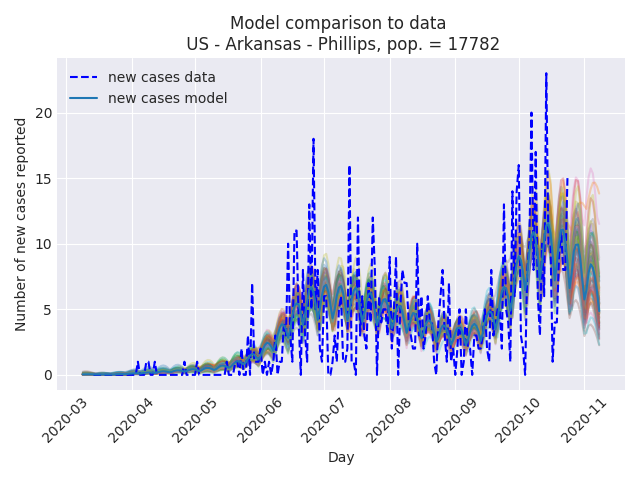 Model comparison to data
US - Arkansas - Phillips, pop. = 17782
new cases data
new cases model
Number of new cases reported
20
15
10
5
0
2020-03
2020-04
2020-05
2020-06
2020-07
2020-08
2020-09
2020-10
2020-11
Day